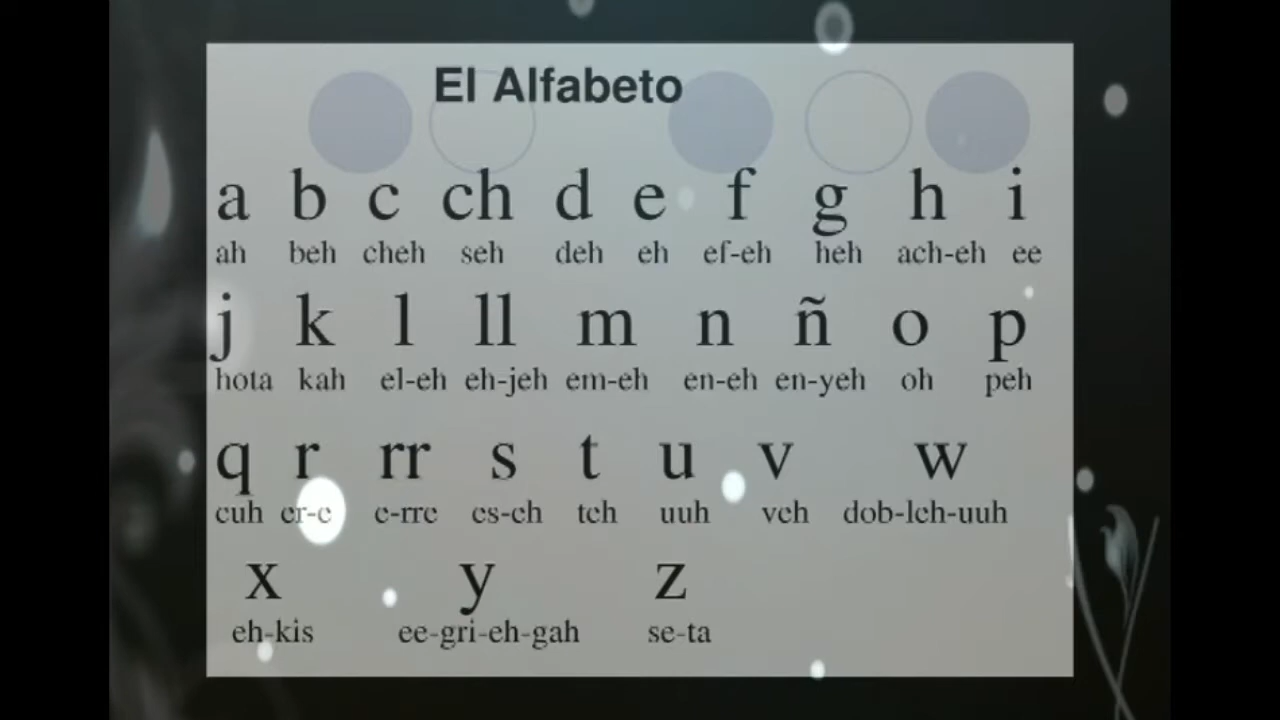 El Alfabeto
a b c ch d e f g h i
ah beh cheh seh deh eh ef-eh heh ach-eh ee
j k l ll m n ñ o p
hota kah el-eh eh-jeh em-eh en-eh en-yeh oh peh
q r rr s t u v w
cuh er-e e-rre es-eh teh uuh veh dob-leh-uuh
x y z
eh-kis ee-gri-eh-gah se-ta